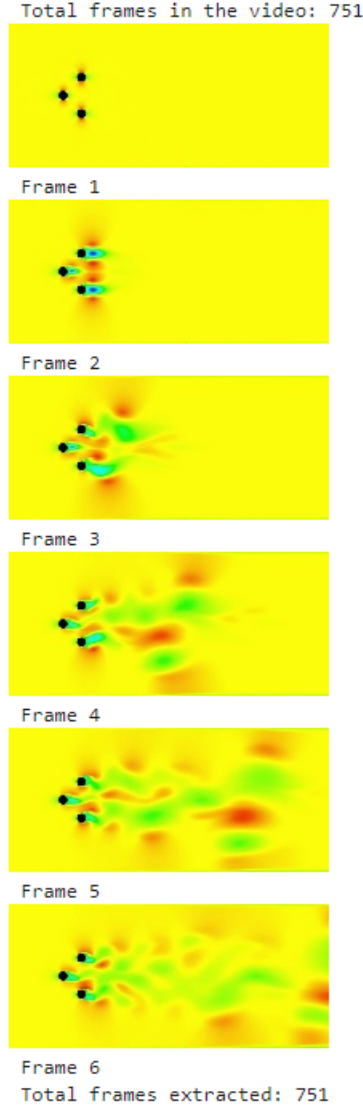 Total frames in the video: 751
Frame 1
Frame 2
Frame 3
Frame 4
Frame 5
Frame 6
Total frames extracted: 751